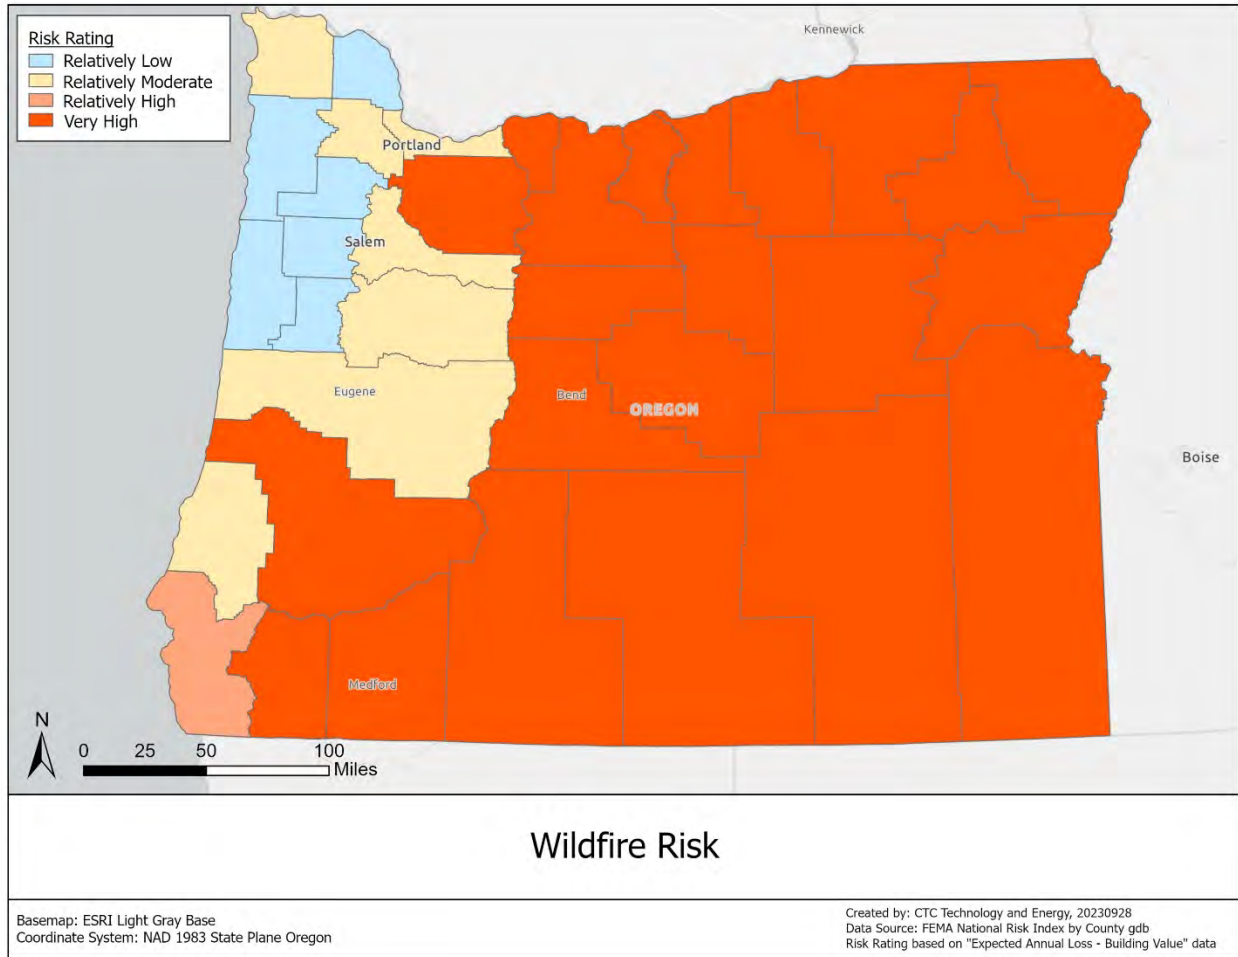 Risk Rating
Relatively Low
Relatively Moderate
Relatively High
Very High
Kennewick
Portland
Salem
Eugene
Bend
OREGON
Boise
Medford
N
0 25 50 100
Miles
Wildfire Risk
Basemap: ESRI Light Gray Base
Coordinate System: NAD 1983 State Plane Oregon
Created by: CTC Technology and Energy, 20230928
Data Source: FEMA National Risk Index by County gdb
Risk Rating based on "Expected Annual Loss - Building Value" data